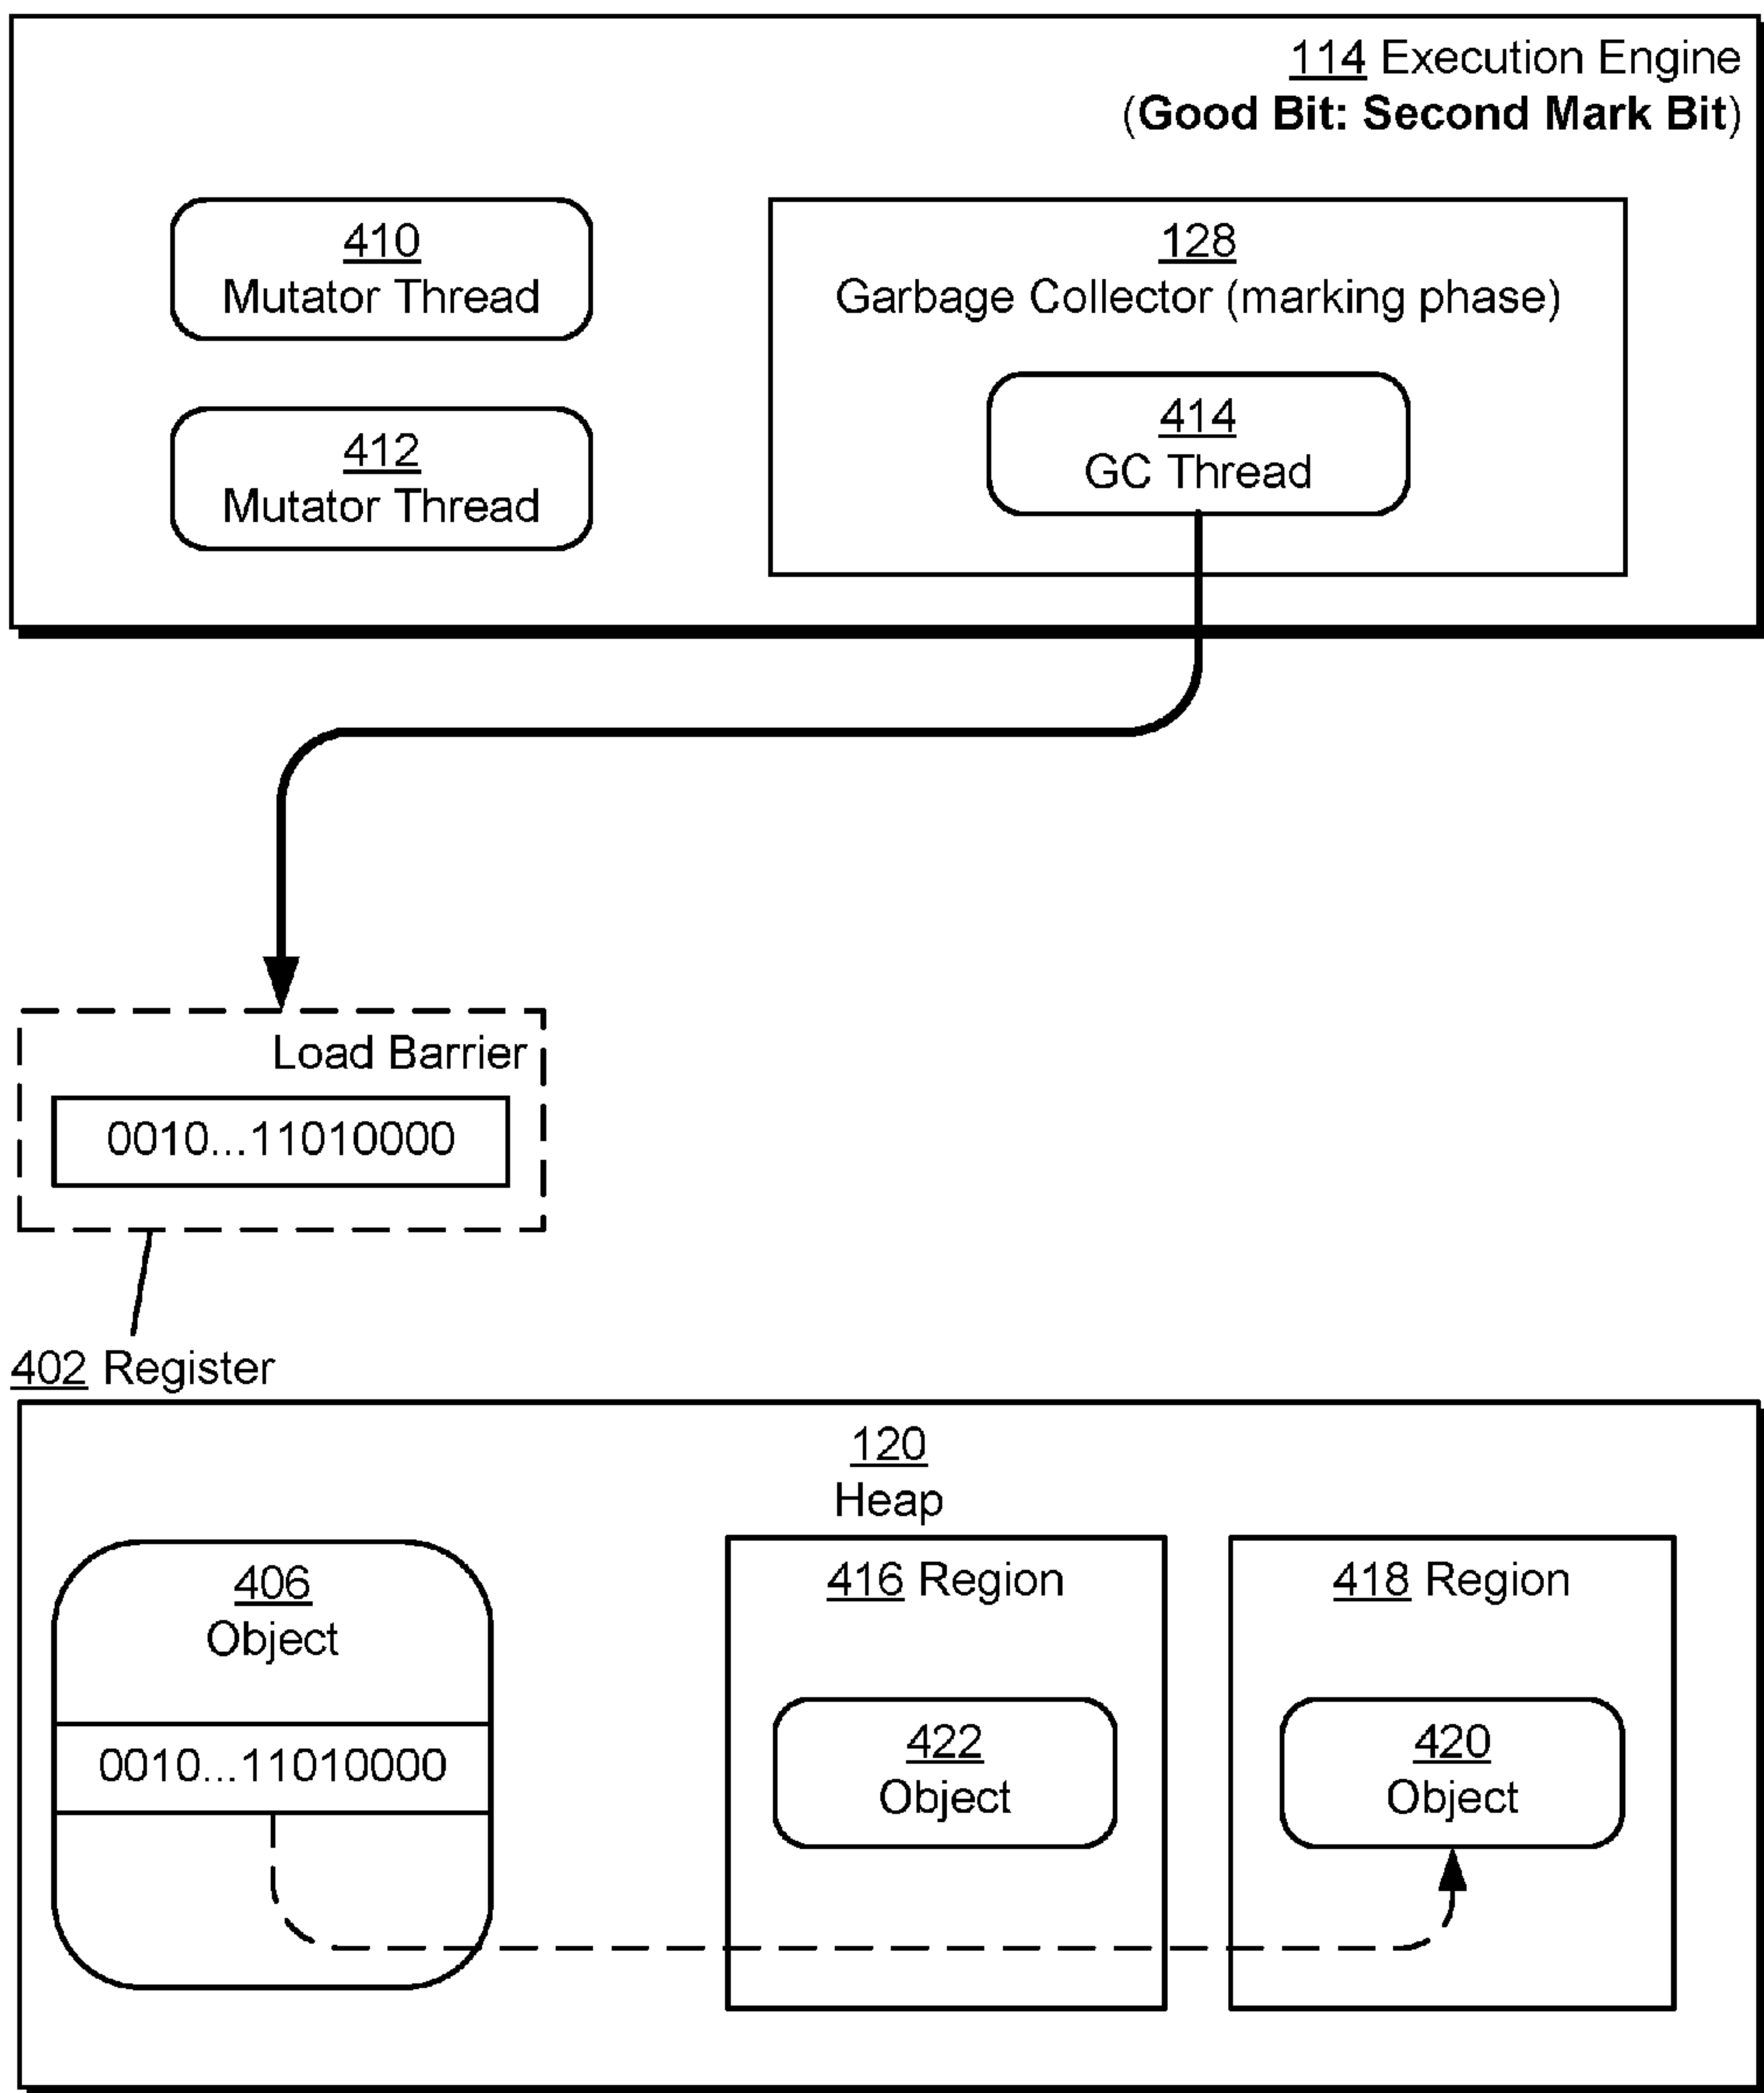 114 Execution Engine
(Good Bit: Second Mark Bit)
410
Mutator Thread
412
Mutator Thread
128
Garbage Collector (marking phase)
414
GC Thread
Load Barrier
0010...11010000
402 Register
120
Heap
406
Object
0010...11010000
416 Region
422
Object
418 Region
420
Object